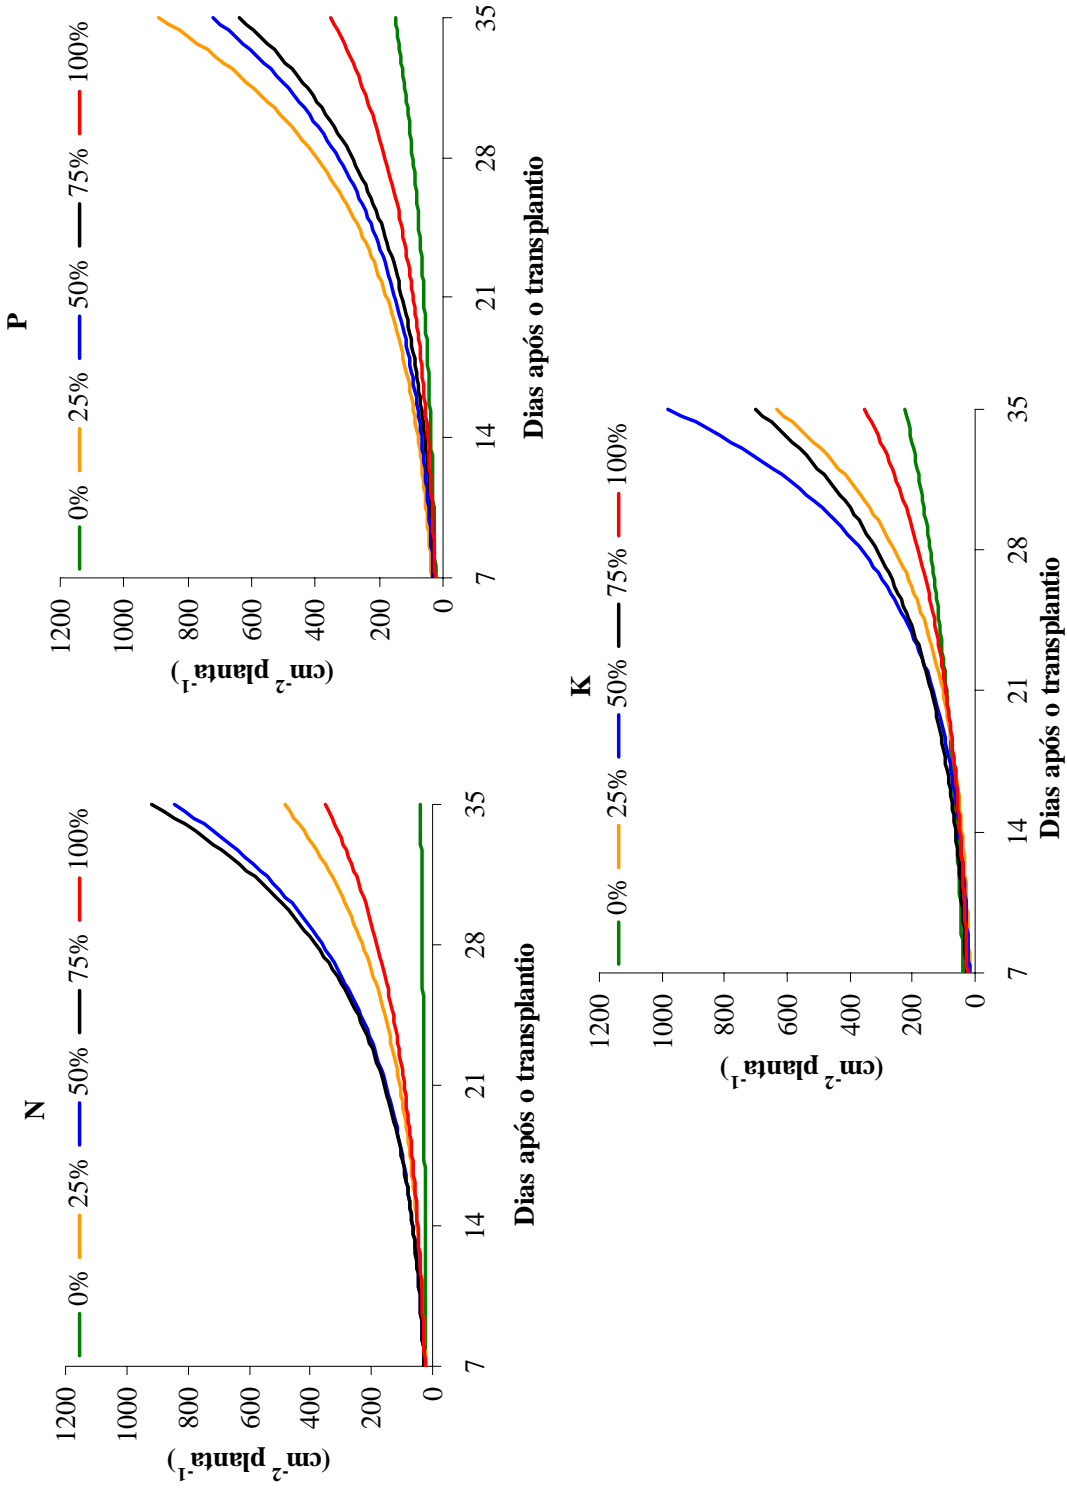 N
0% 25% 50% 75% 100%
1200
1000
800
600
400
200
0
(cm-2 planta-1)
7 14 21 28 35
Dias após o transplantio
P
0% 25% 50% 75% 100%
1200
1000
800
600
400
200
0
(cm-2 planta-1)
7 14 21 28 35
Dias após o transplantio
K
0% 25% 50% 75% 100%
1200
1000
800
600
400
200
0
(cm-2 planta-1)
7 14 21 28 35
Dias após o transplantio